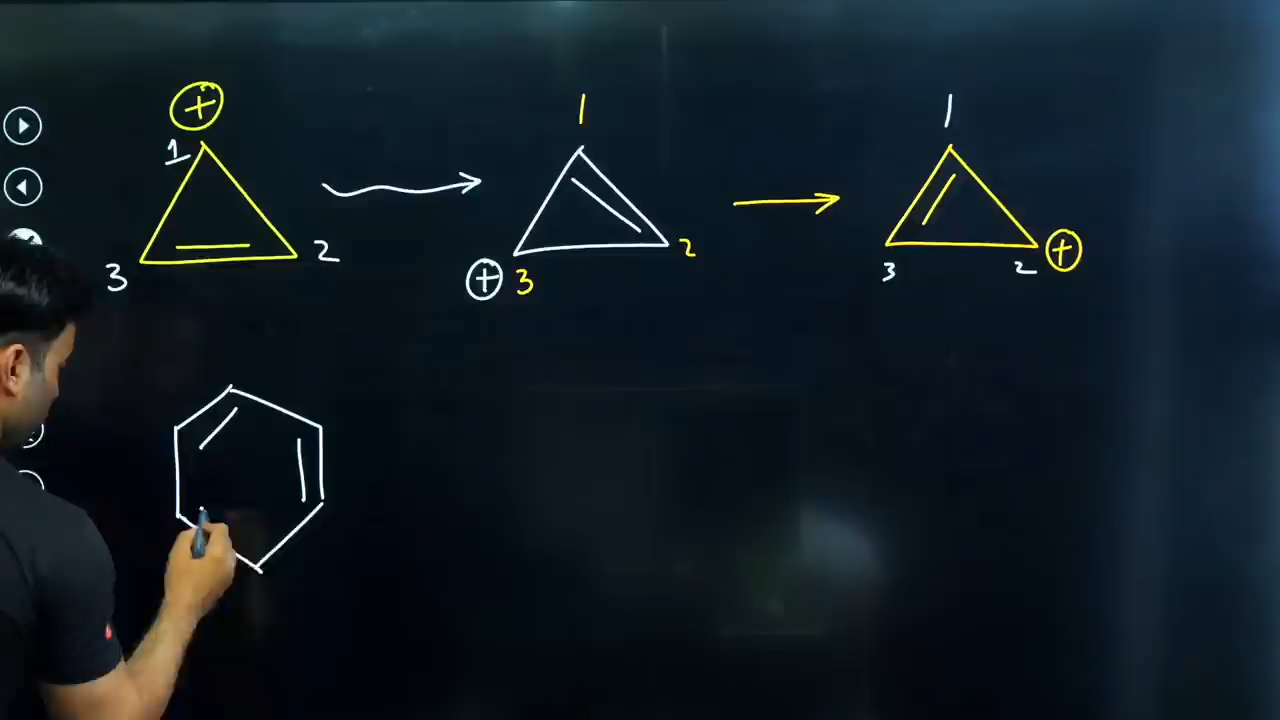 ⊕ 1 1
1 3 2
⊕ 3 2
3 2 ⊕